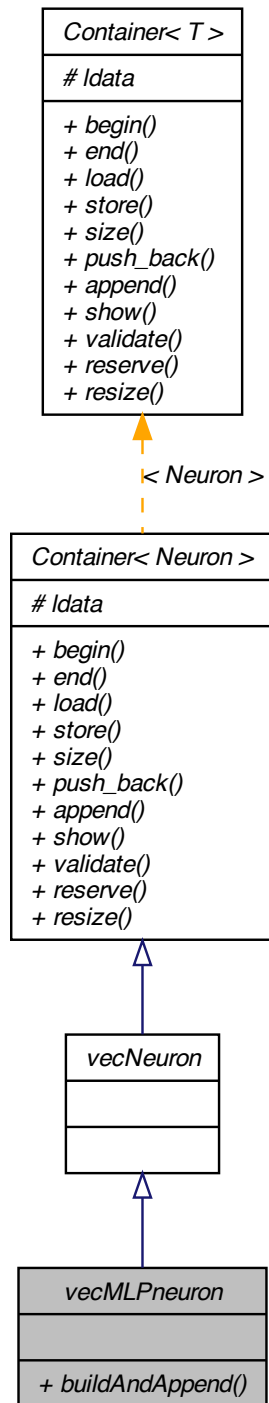 Container< T >
# ldata
+ begin()
+ end()
+ load()
+ store()
+ size()
+ push_back()
+ append()
+ show()
+ validate()
+ reserve()
+ resize()
< Neuron >
Container< Neuron >
# ldata
+ begin()
+ end()
+ load()
+ store()
+ size()
+ push_back()
+ append()
+ show()
+ validate()
+ reserve()
+ resize()
vecNeuron
vecMLPneuron
+ buildAndAppend()